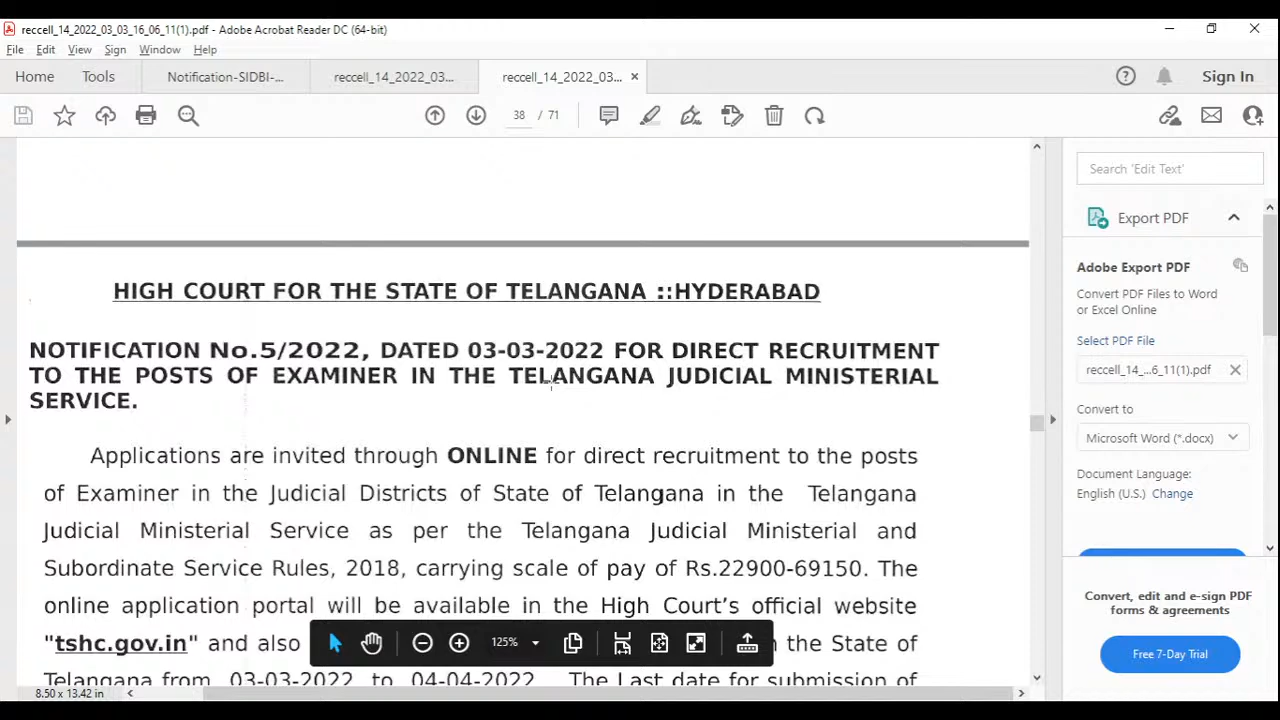 reccell_14_2022_03_03_16_06_11(1).pdf - Adobe Acrobat Reader DC (64-bit)
File Edit View Sign Window Help
Home Tools Notification-SIDBI-... reccell_14_2022_03... reccell_14_2022_03... × Sign In
38 / 71
Search 'Edit Text'
Export PDF
Adobe Export PDF
Convert PDF Files to Word
or Excel Online
Select PDF File
reccell_14_...6_11(1).pdf ×
Convert to
Microsoft Word (*.docx)
Document Language:
English (U.S.) Change
Convert, edit and e-sign PDF
forms & agreements
Free 7-Day Trial
HIGH COURT FOR THE STATE OF TELANGANA ::HYDERABAD
NOTIFICATION No.5/2022, DATED 03-03-2022 FOR DIRECT RECRUITMENT
TO THE POSTS OF EXAMINER IN THE TELANGANA JUDICIAL MINISTERIAL
SERVICE.
Applications are invited through ONLINE for direct recruitment to the posts
of Examiner in the Judicial Districts of State of Telangana in the Telangana
Judicial Ministerial Service as per the Telangana Judicial Ministerial and
Subordinate Service Rules, 2018, carrying scale of pay of Rs.22900-69150. The
online application portal will be available in the High Court's official website
"tshc.gov.in" and also the State of
Telangana from 03-03-2022 to 04-04-2022 The Last date for submission of
125%
8.50 x 13.42 in